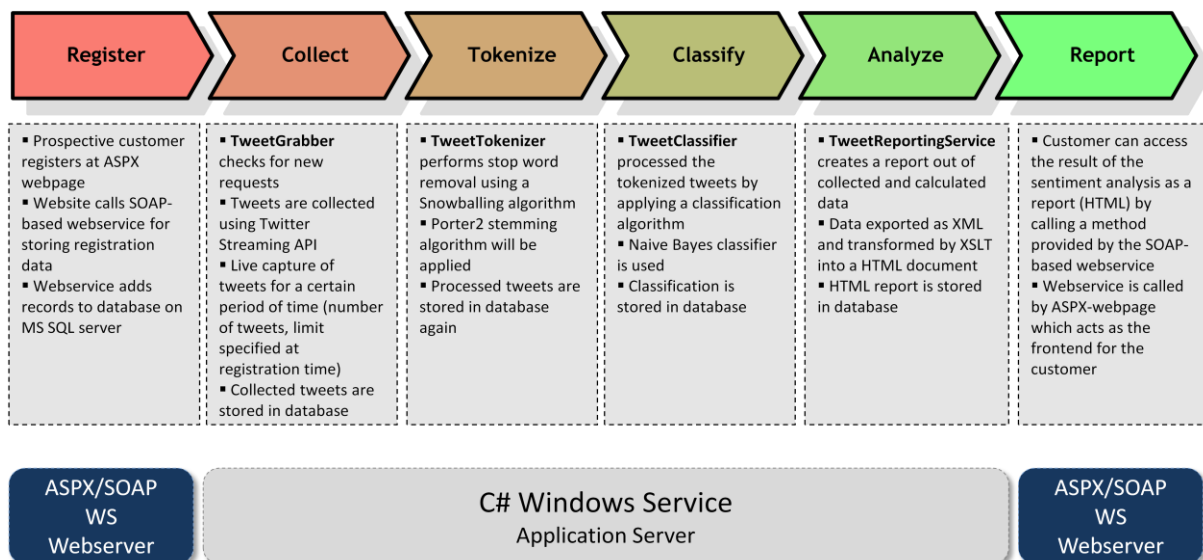 Register
Collect
Tokenize
Classify
Analyze
Report
▪ Prospective customer
registers at ASPX
webpage
▪ Website calls SOAP-
based webservice for
storing registration
data
▪ Webservice adds
records to database on
MS SQL server
▪ TweetGrabber
checks for new
requests
▪ Tweets are collected
using Twitter
Streaming API
▪ Live capture of
tweets for a certain
period of time (number
of tweets, limit
specified at
registration time)
▪ Collected tweets are
stored in database
▪ TweetTokenizer
performs stop word
removal using a
Snowballing algorithm
▪ Porter2 stemming
algorithm will be
applied
▪ Processed tweets are
stored in database
again
▪ TweetClassifier
processed the
tokenized tweets by
applying a classification
algorithm
▪ Naive Bayes classifier
is used
▪ Classification is
stored in database
▪ TweetReportingService
creates a report out of
collected and calculated
data
▪ Data exported as XML
and transformed by XSLT
into a HTML document
▪ HTML report is stored
in database
▪ Customer can access
the result of the
sentiment analysis as a
report (HTML) by
calling a method
provided by the SOAP-
based webservice
▪ Webservice is called
by ASPX-webpage
which acts as the
frontend for the
customer
ASPX/SOAP
WS
Webserver
C# Windows Service
Application Server
ASPX/SOAP
WS
Webserver